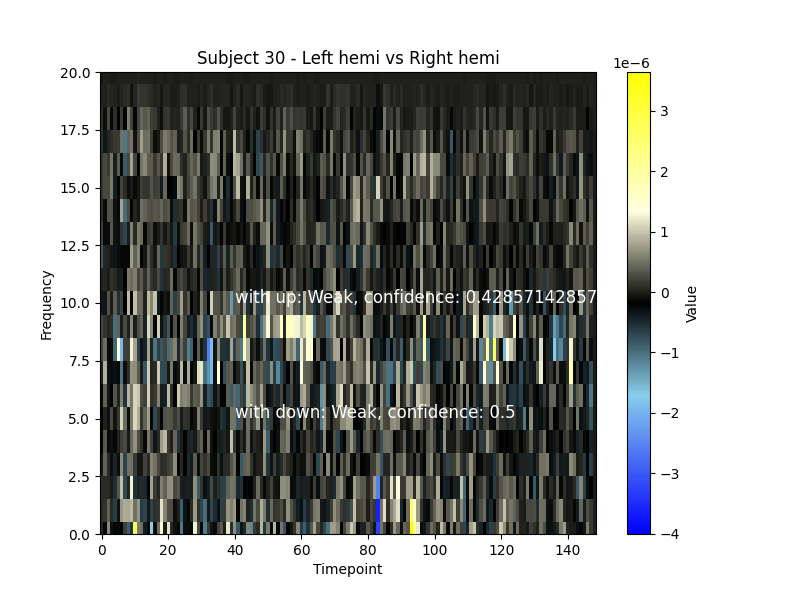 Subject 30 - Left hemi vs Right hemi
1e−6
20.0
17.5
15.0
12.5
10.0
7.5
5.0
2.5
0.0
Frequency
with up: Weak, confidence: 0.42857142857
with down: Weak, confidence: 0.5
0 20 40 60 80 100 120 140
Timepoint
3
2
1
0
−1
−2
−3
−4
Value